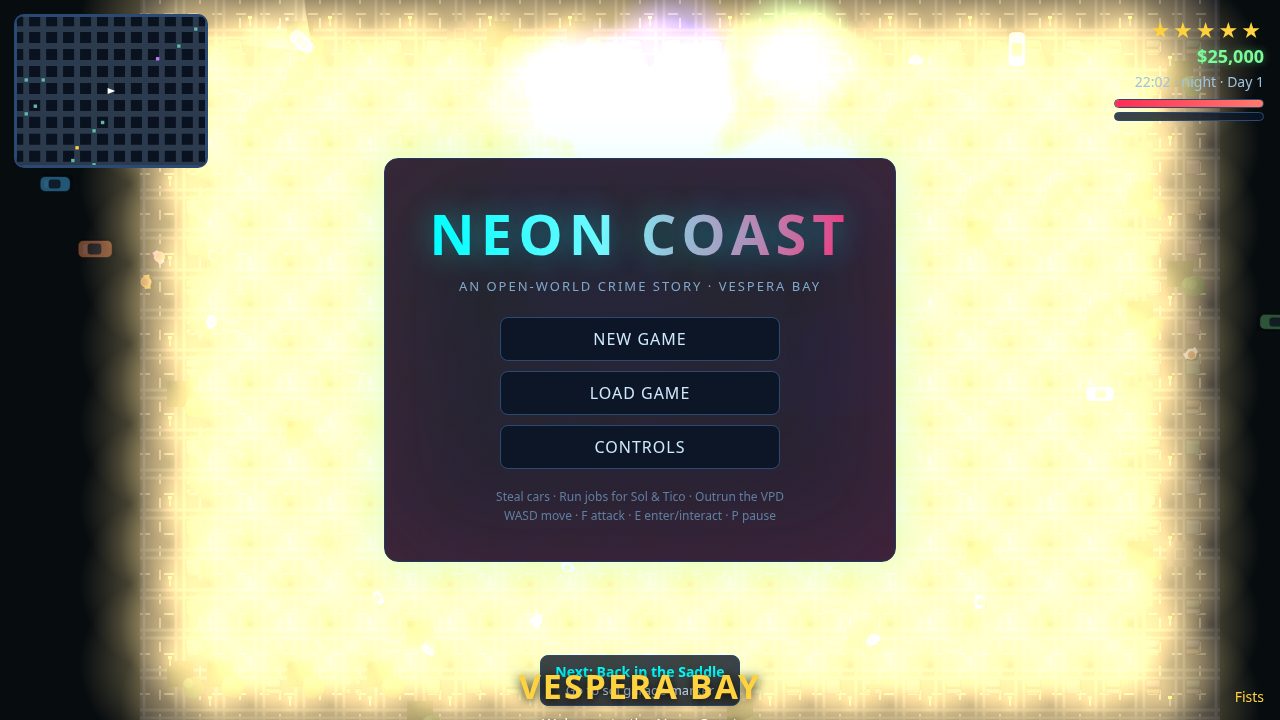 ★★★★★
$25,000
22:02 · night · Day 1
NEON COAST
AN OPEN-WORLD CRIME STORY · VESPERA BAY
NEW GAME
LOAD GAME
CONTROLS
Steal cars · Run jobs for Sol & Tico · Outrun the VPD
WASD move · F attack · E enter/interact · P pause
Next: Back in the Saddle
VESPERA BAY
Fists